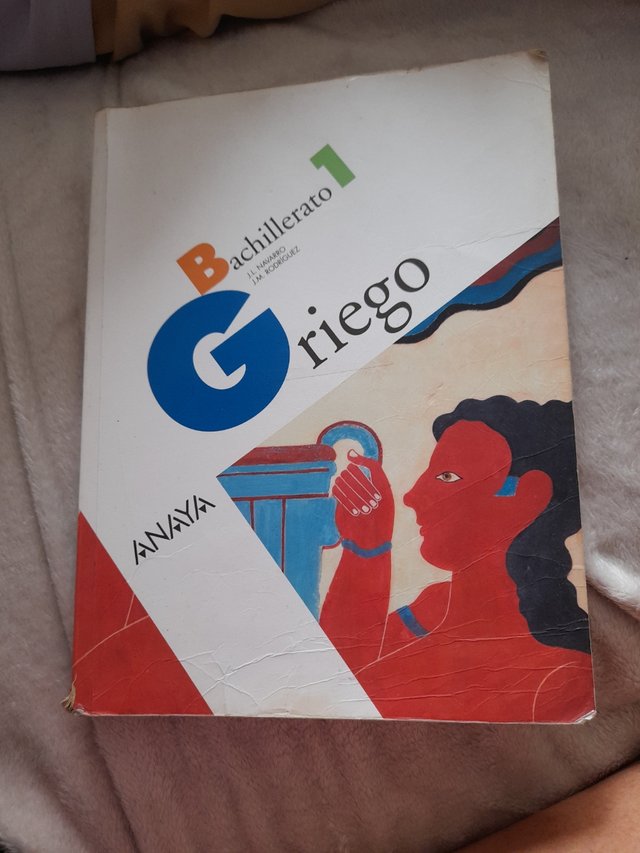 Bachillerato 1
J.L. NAVARRO
J.M. RODRÍGUEZ
Griego
ANAYA